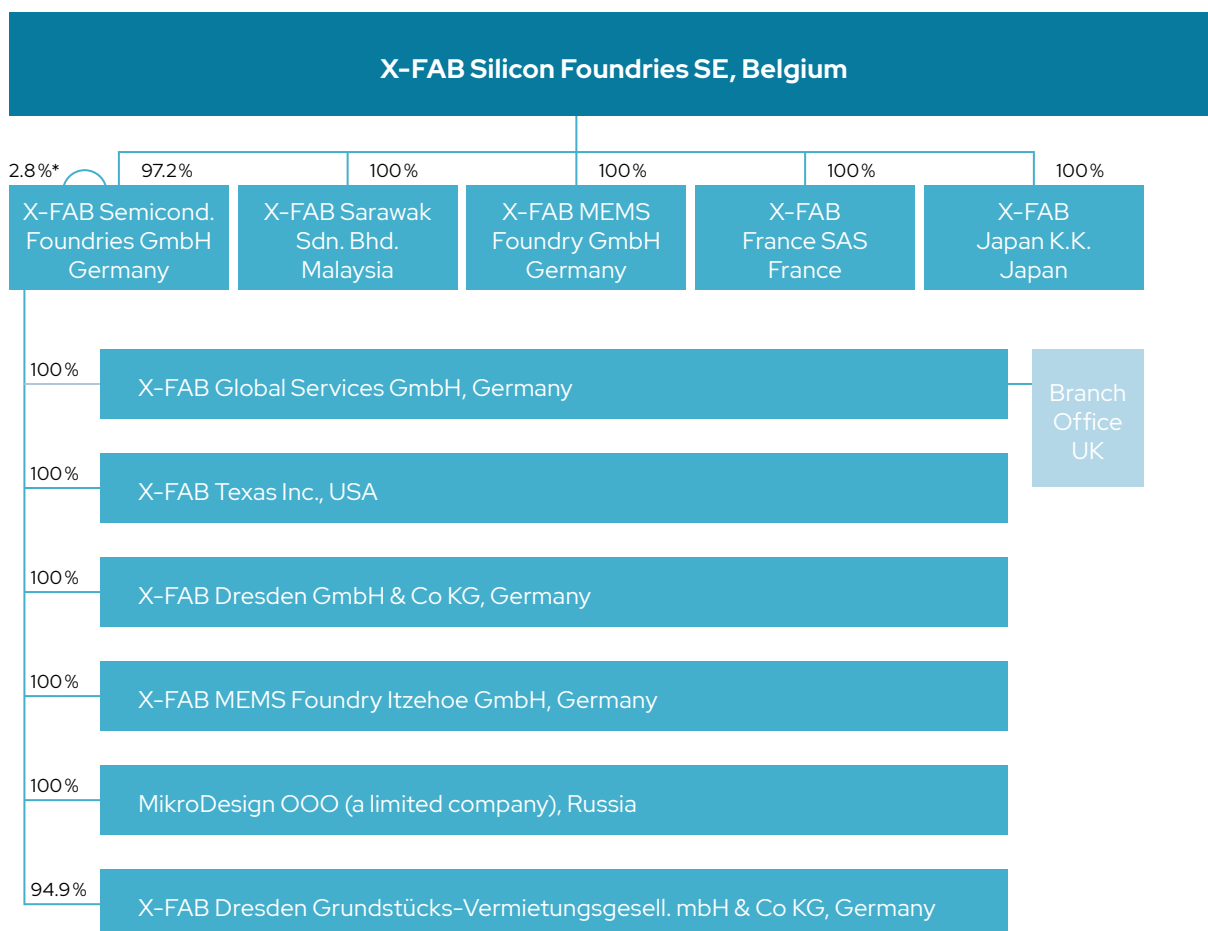 X-FAB Silicon Foundries SE, Belgium
2.8%* 97.2% 100% 100% 100% 100%
X-FAB Semicond.
Foundries GmbH
Germany
X-FAB Sarawak
Sdn. Bhd.
Malaysia
X-FAB MEMS
Foundry GmbH
Germany
X-FAB
France SAS
France
X-FAB
Japan K.K.
Japan
100%
X-FAB Global Services GmbH, Germany
Branch
Office
UK
100%
X-FAB Texas Inc., USA
100%
X-FAB Dresden GmbH & Co KG, Germany
100%
X-FAB MEMS Foundry Itzehoe GmbH, Germany
100%
MikroDesign OOO (a limited company), Russia
94.9%
X-FAB Dresden Grundstücks-Vermietungsgesell. mbH & Co KG, Germany